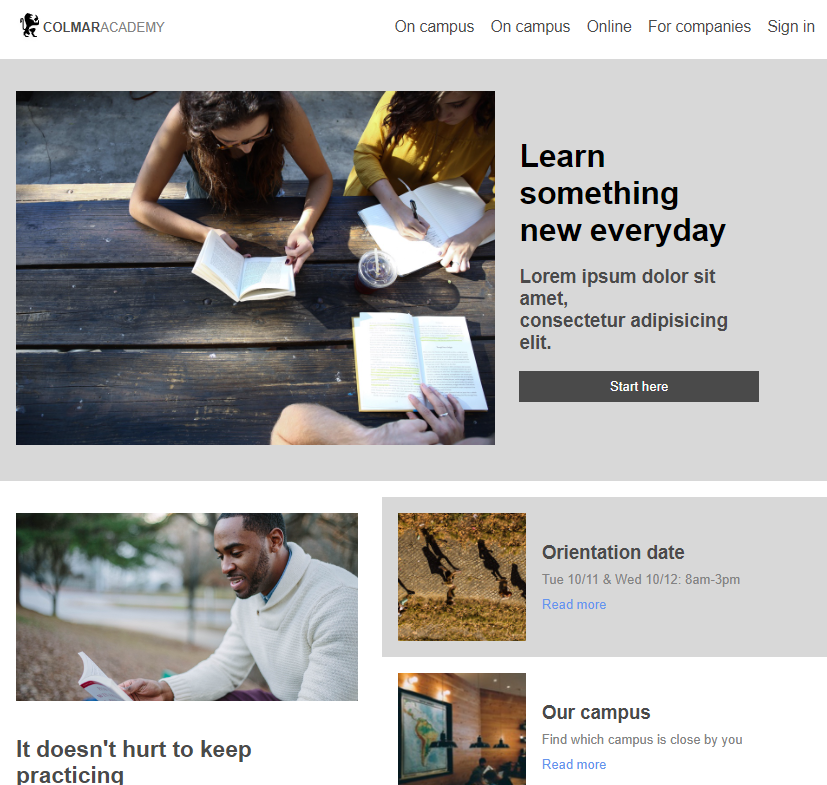 COLMARACADEMY
On campus On campus Online For companies Sign in
Learn
something
new everyday
Lorem ipsum dolor sit
amet,
consectetur adipisicing
elit.
Start here
It doesn't hurt to keep
practicing
Orientation date
Tue 10/11 & Wed 10/12: 8am-3pm
Read more
Our campus
Find which campus is close by you
Read more